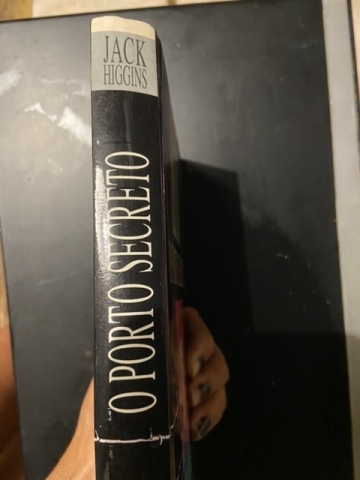 JACK
HIGGINS
O PORTO SECRETO